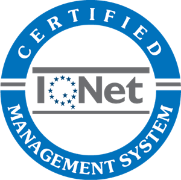 CERTIFIED
IQNet
MANAGEMENT SYSTEM